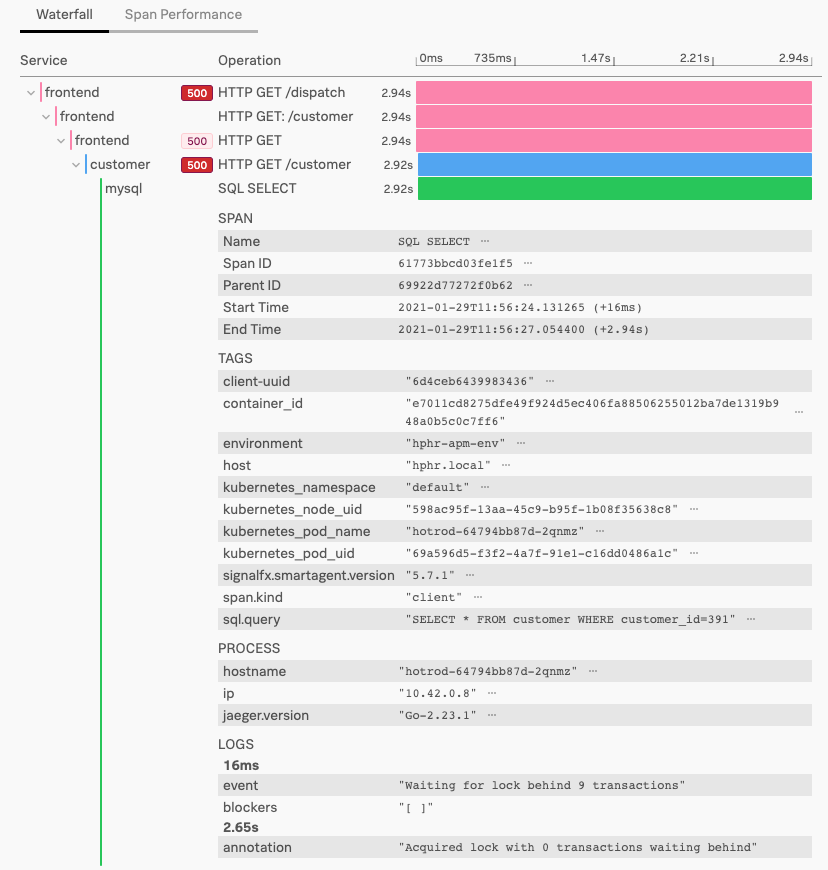 Waterfall Span Performance
Service Operation 0ms 735ms 1.47s 2.21s 2.94s
frontend 500 HTTP GET /dispatch 2.94s
frontend HTTP GET: /customer 2.94s
frontend 500 HTTP GET 2.94s
customer 500 HTTP GET /customer 2.92s
mysql SQL SELECT 2.92s
SPAN
Name SQL SELECT ···
Span ID 61773bbcd03fe1f5 ···
Parent ID 69922d77272f0b62 ···
Start Time 2021-01-29T11:56:24.131265 (+16ms)
End Time 2021-01-29T11:56:27.054400 (+2.94s)
TAGS
client-uuid "6d4ceb6439983436" ···
container_id "e7011cd8275dfe49f924d5ec406fa88506255012ba7de1319b9
48a0b5c0c7ff6" ···
environment "hphr-apm-env" ···
host "hphr.local" ···
kubernetes_namespace "default" ···
kubernetes_node_uid "598ac95f-13aa-45c9-b95f-1b08f35638c8" ···
kubernetes_pod_name "hotrod-64794bb87d-2qnmz" ···
kubernetes_pod_uid "69a596d5-f3f2-4a7f-91e1-c16dd0486a1c" ···
signalfx.smartagent.version "5.7.1" ···
span.kind "client" ···
sql.query "SELECT * FROM customer WHERE customer_id=391" ···
PROCESS
hostname "hotrod-64794bb87d-2qnmz" ···
ip "10.42.0.8" ···
jaeger.version "Go-2.23.1" ···
LOGS
16ms
event "Waiting for lock behind 9 transactions"
blockers "[ ]"
2.65s
annotation "Acquired lock with 0 transactions waiting behind"